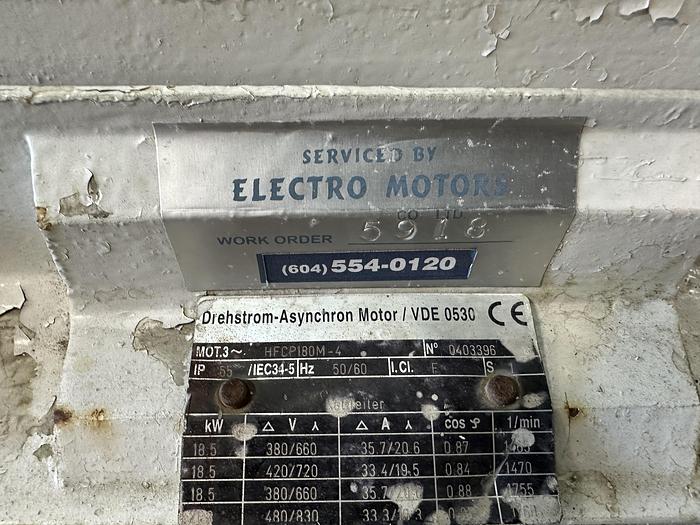 SERVICED BY
ELECTRO MOTORS
CO LTD
WORK ORDER 5918
(604) 554-0120
Drehstrom-Asynchron Motor / VDE 0530 CE
MOT.3~ HFCP180M-4 N° 0403396
IP 55 /IEC34-5 Hz 50/60 I.Cl. F S
kW △ V ⅄ △ A ⅄ cos φ 1/min
18.5 380/660 35.7/20.6 0.87 1465
18.5 420/720 33.4/19.5 0.84 1470
18.5 380/660 0.88 1755
480/830